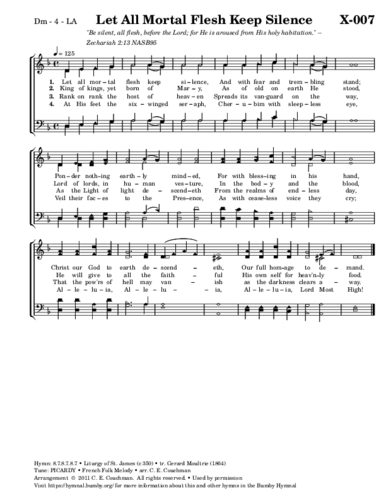 Dm - 4 - LA
Let All Mortal Flesh Keep Silence
X-007
"Be silent, all flesh, before the Lord; for He is aroused from His holy habitation." –
Zechariah 2:13 NASB95
♩ = 125
1. Let all mor–tal flesh keep si–lence, And with fear and trem–bling stand;
2. King of kings, yet born of Mar–y, As of old on earth He stood,
3. Rank on rank the host of heav–en Spreads its van–guard on the way,
4. At His feet the six–winged ser–aph, Cher–u–bim with sleep–less eye,
Pon–der noth–ing earth–ly mind–ed, For with bless–ing in his hand,
Lord of lords, in hu–man ves–ture, In the bod–y and the blood,
As the Light of light de–scend–eth From the realms of end–less day,
Veil their fac–es to the Pres–ence, As with cease–less voice they cry;
Christ our God to earth de–scend–eth, Our full hom–age to de–mand.
He will give to all the faith–ful His own self for heav'n–ly food.
That the pow'rs of hell may van–ish as the darkness clears a–way.
Al–le–lu–ia, Al–le–lu–ia, Al–le–lu–ia, Lord Most High!
Hymn: 8.7.8.7.8.7 • Liturgy of St. James (c.350) • tr. Gerard Moultrie (1864)
Tune: PICARDY • French Folk Melody • arr. C. E. Couchman
Arrangement © 2011 C. E. Couchman. All rights reserved. • Used by permission
Visit https://hymnal.bumby.org/ for more information about this and other hymns in the Bumby Hymnal